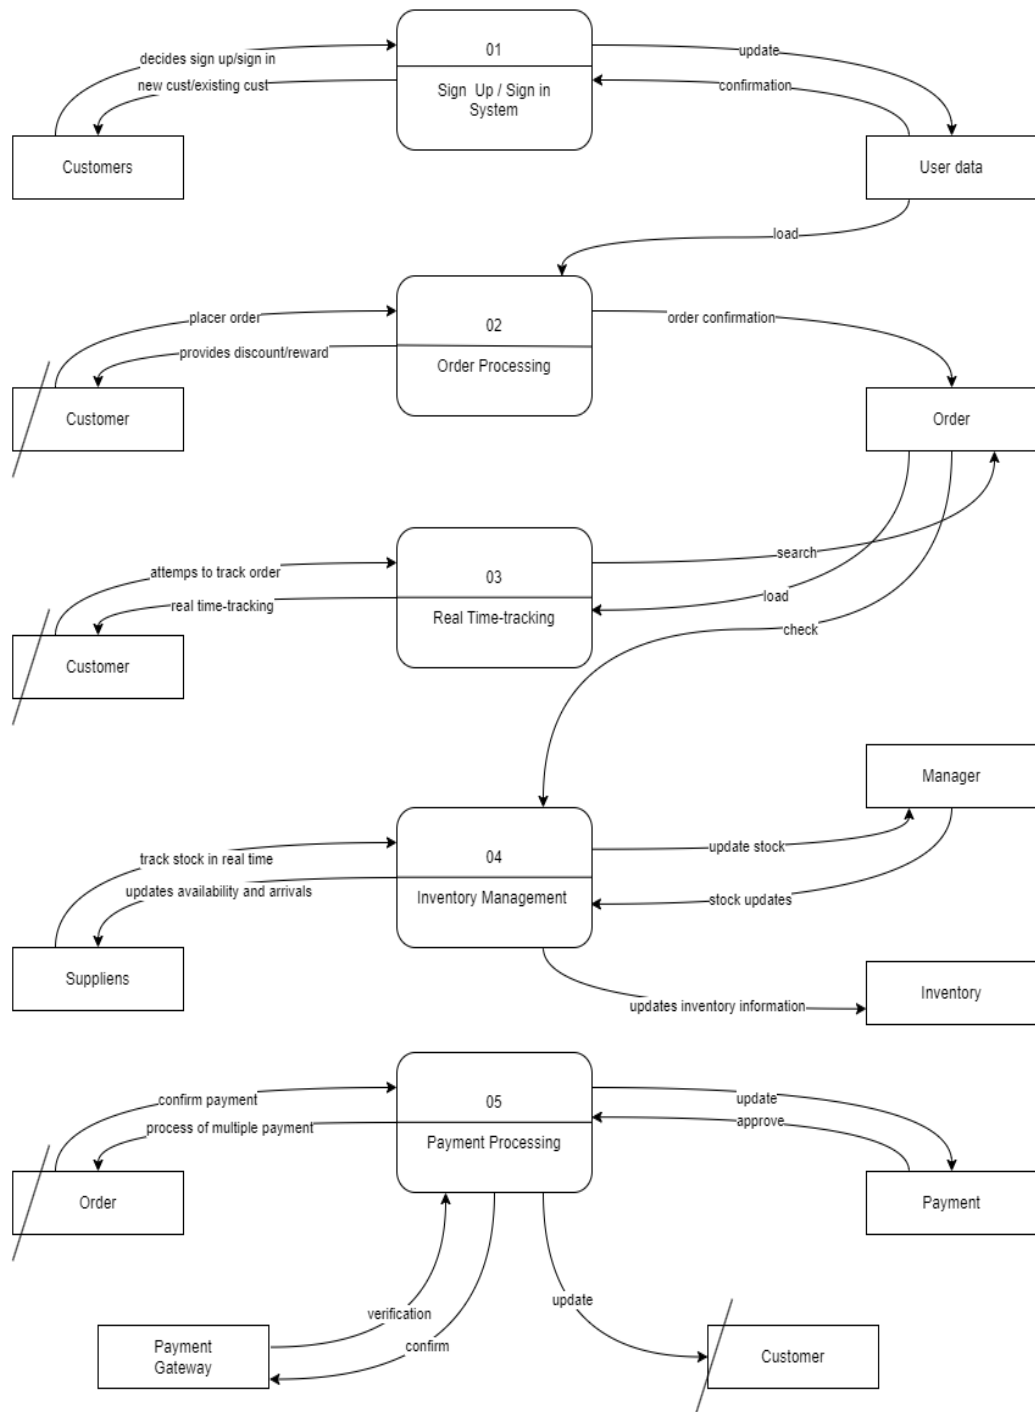 01
decides sign up/sign in
update
new cust/existing cust
confirmation
Sign Up / Sign in
System
Customers
User data
load
02
placer order
order confirmation
provides discount/reward
Order Processing
Customer
Order
search
03
attemps to track order
load
real time-tracking
Real Time-tracking
check
Customer
Manager
04
track stock in real time
update stock
updates availability and arrivals
Inventory Management
stock updates
Suppliens
Inventory
updates inventory information
05
confirm payment
update
process of multiple payment
approve
Payment Processing
Order
Payment
verification
update
confirm
Payment
Gateway
Customer